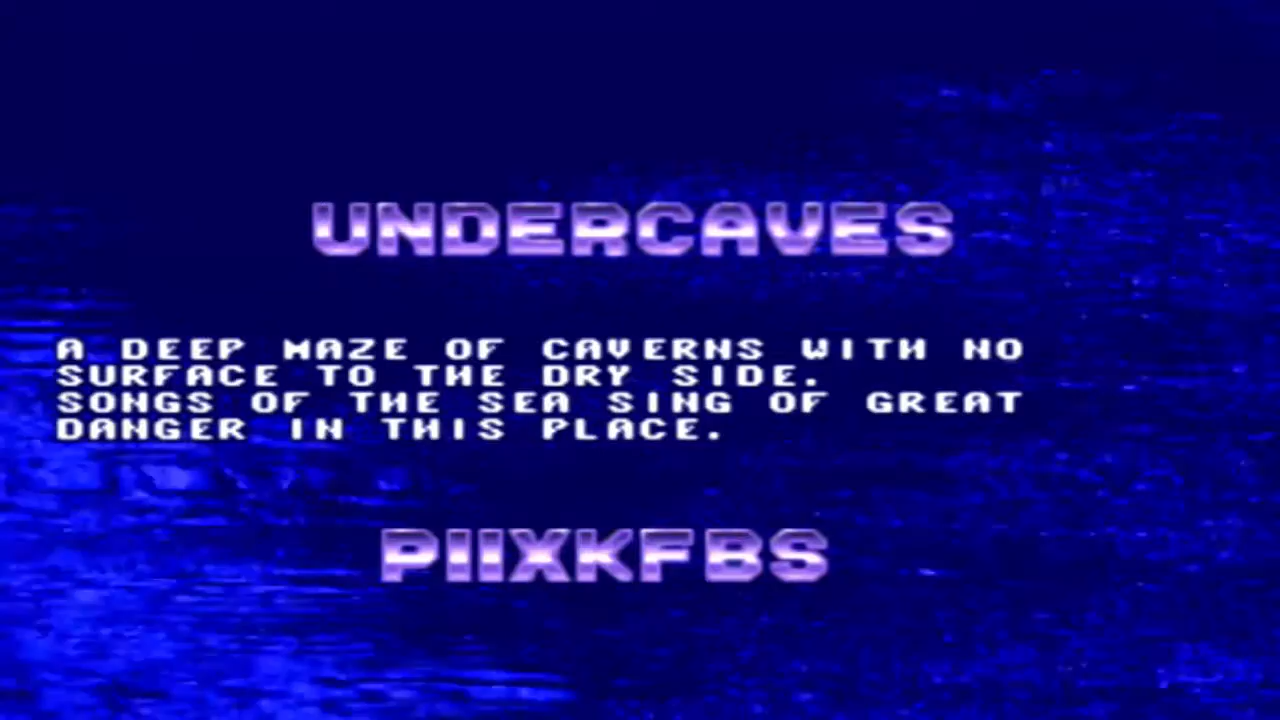 UNDERCAVES
A DEEP MAZE OF CAVERNS WITH NO
SURFACE TO THE DRY SIDE.
SONGS OF THE SEA SING OF GREAT
DANGER IN THIS PLACE.
PIIXKFBS